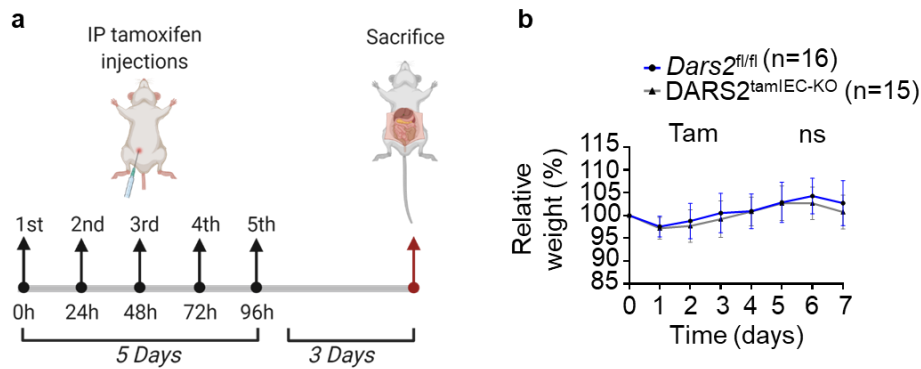 a
IP tamoxifen
injections
Sacrifice
1st 2nd 3rd 4th 5th
0h 24h 48h 72h 96h
5 Days
3 Days
b
Dars2fl/fl (n=16)
DARS2tamIEC-KO (n=15)
Tam ns
Relative
weight (%)
115
110
105
100
95
90
85
0 1 2 3 4 5 6 7
Time (days)